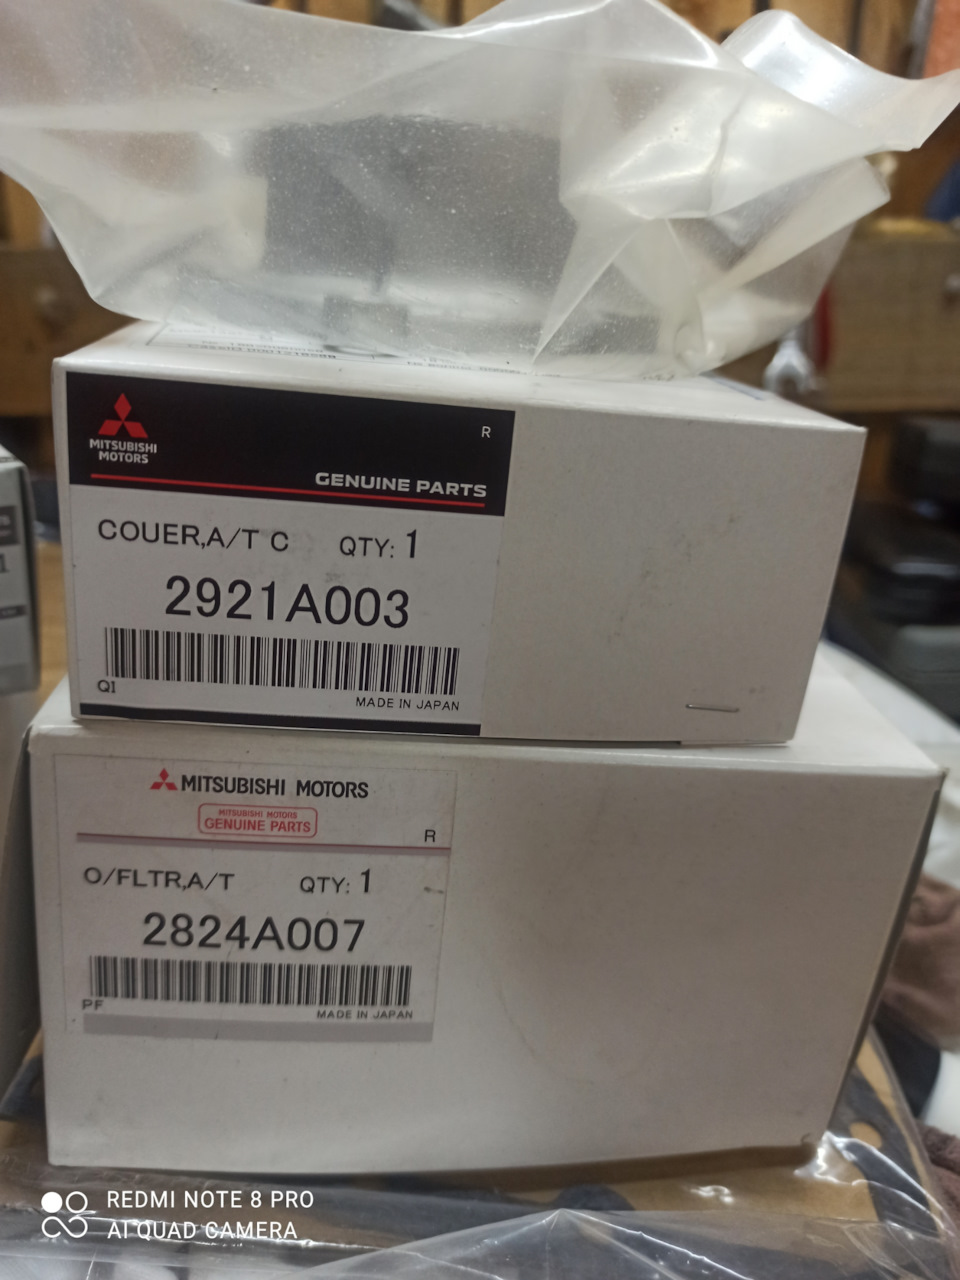 MITSUBISHI
MOTORS
R
GENUINE PARTS
COUER,A/T C QTY: 1
2921A003
QI
MADE IN JAPAN
MITSUBISHI MOTORS
MITSUBISHI MOTORS
GENUINE PARTS
R
O/FLTR,A/T QTY: 1
2824A007
PF
MADE IN JAPAN
REDMI NOTE 8 PRO
AI QUAD CAMERA